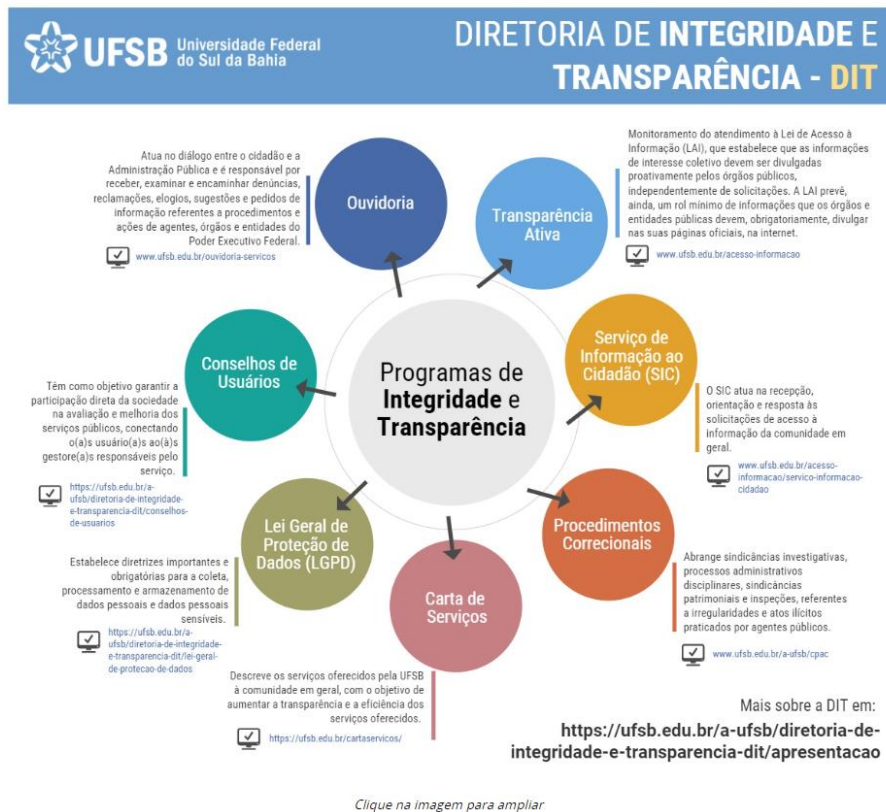 UFSB
Universidade Federal
do Sul da Bahia
DIRETORIA DE INTEGRIDADE E
TRANSPARÊNCIA - DIT
Atua no diálogo entre o cidadão e a
Administração Pública e é responsável por
receber, examinar e encaminhar denúncias,
reclamações, elogios, sugestões e pedidos de
informação referentes a procedimentos e
ações de agentes, órgãos e entidades do
Poder Executivo Federal.
www.ufsb.edu.br/ouvidoria-servicos
Ouvidoria
Transparência
Ativa
Monitoramento do atendimento à Lei de Acesso à
Informação (LAI), que estabelece que as informações
de interesse coletivo devem ser divulgadas
proativamente pelos órgãos públicos,
independentemente de solicitações. A LAI prevê,
ainda, um rol mínimo de informações que os órgãos e
entidades públicas devem, obrigatoriamente, divulgar
nas suas páginas oficiais, na internet.
www.ufsb.edu.br/acesso-informacao
Conselhos de
Usuários
Têm como objetivo garantir a
participação direta da sociedade
na avaliação e melhoria dos
serviços públicos, conectando
o(a)s usuário(a)s ao(à)s
gestore(a)s responsáveis pelo
serviço.
https://ufsb.edu.br/a-
ufsb/diretoria-de-integridade-
e-transparencia-dit/conselhos-
de-usuarios
Programas de
Integridade e
Transparência
Serviço de
Informação ao
Cidadão (SIC)
O SIC atua na recepção,
orientação e resposta às
solicitações de acesso à
informação da comunidade em
geral.
www.ufsb.edu.br/acesso-
informacao/servico-informacao-
cidadao
Lei Geral de
Proteção de
Dados (LGPD)
Estabelece diretrizes importantes e
obrigatórias para a coleta,
processamento e armazenamento de
dados pessoais e dados pessoais
sensíveis.
https://ufsb.edu.br/a-
ufsb/diretoria-de-integridade-
e-transparencia-dit/lei-geral-
de-protecao-de-dados
Carta de
Serviços
Descreve os serviços oferecidos pela UFSB
à comunidade em geral, com o objetivo de
aumentar a transparência e a eficiência dos
serviços oferecidos.
https://ufsb.edu.br/cartaservicos/
Procedimentos
Correcionais
Abrange sindicâncias investigativas,
processos administrativos
disciplinares, sindicâncias
patrimoniais e inspeções, referentes
a irregularidades e atos ilícitos
praticados por agentes públicos.
www.ufsb.edu.br/a-ufsb/cpac
Mais sobre a DIT em:
https://ufsb.edu.br/a-ufsb/diretoria-de-
integridade-e-transparencia-dit/apresentacao
Clique na imagem para ampliar